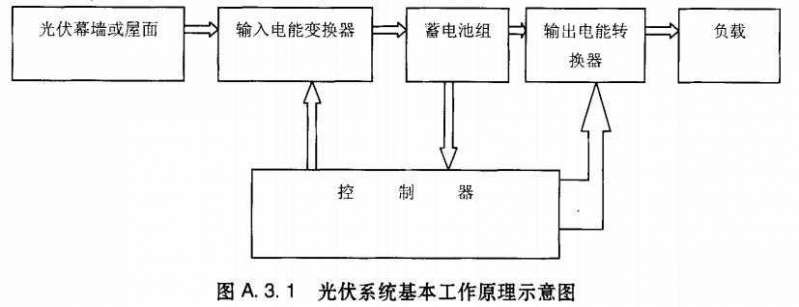 光伏幕墙或屋面
输入电能变换器
蓄电池组
输出电能转
换器
负载
控 制 器
图 A. 3. 1 光伏系统基本工作原理示意图